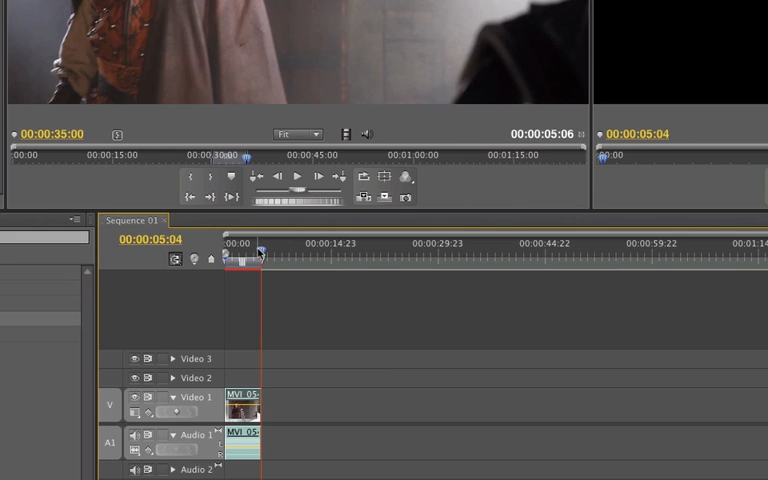 00:00:35:00 Fit 00:00:05:06 00:00:05:04
:00:00 00:00:15:00 00:00:30:00 00:00:45:00 00:01:00:00 00:01:15:00 00:00
Sequence 01
00:00:05:04 :00:00 00:00:14:23 00:00:29:23 00:00:44:22 00:00:59:22 00:01:14
Video 3
Video 2
V Video 1 MVI_05-
A1 Audio 1 MVI_05-
L
R
Audio 2